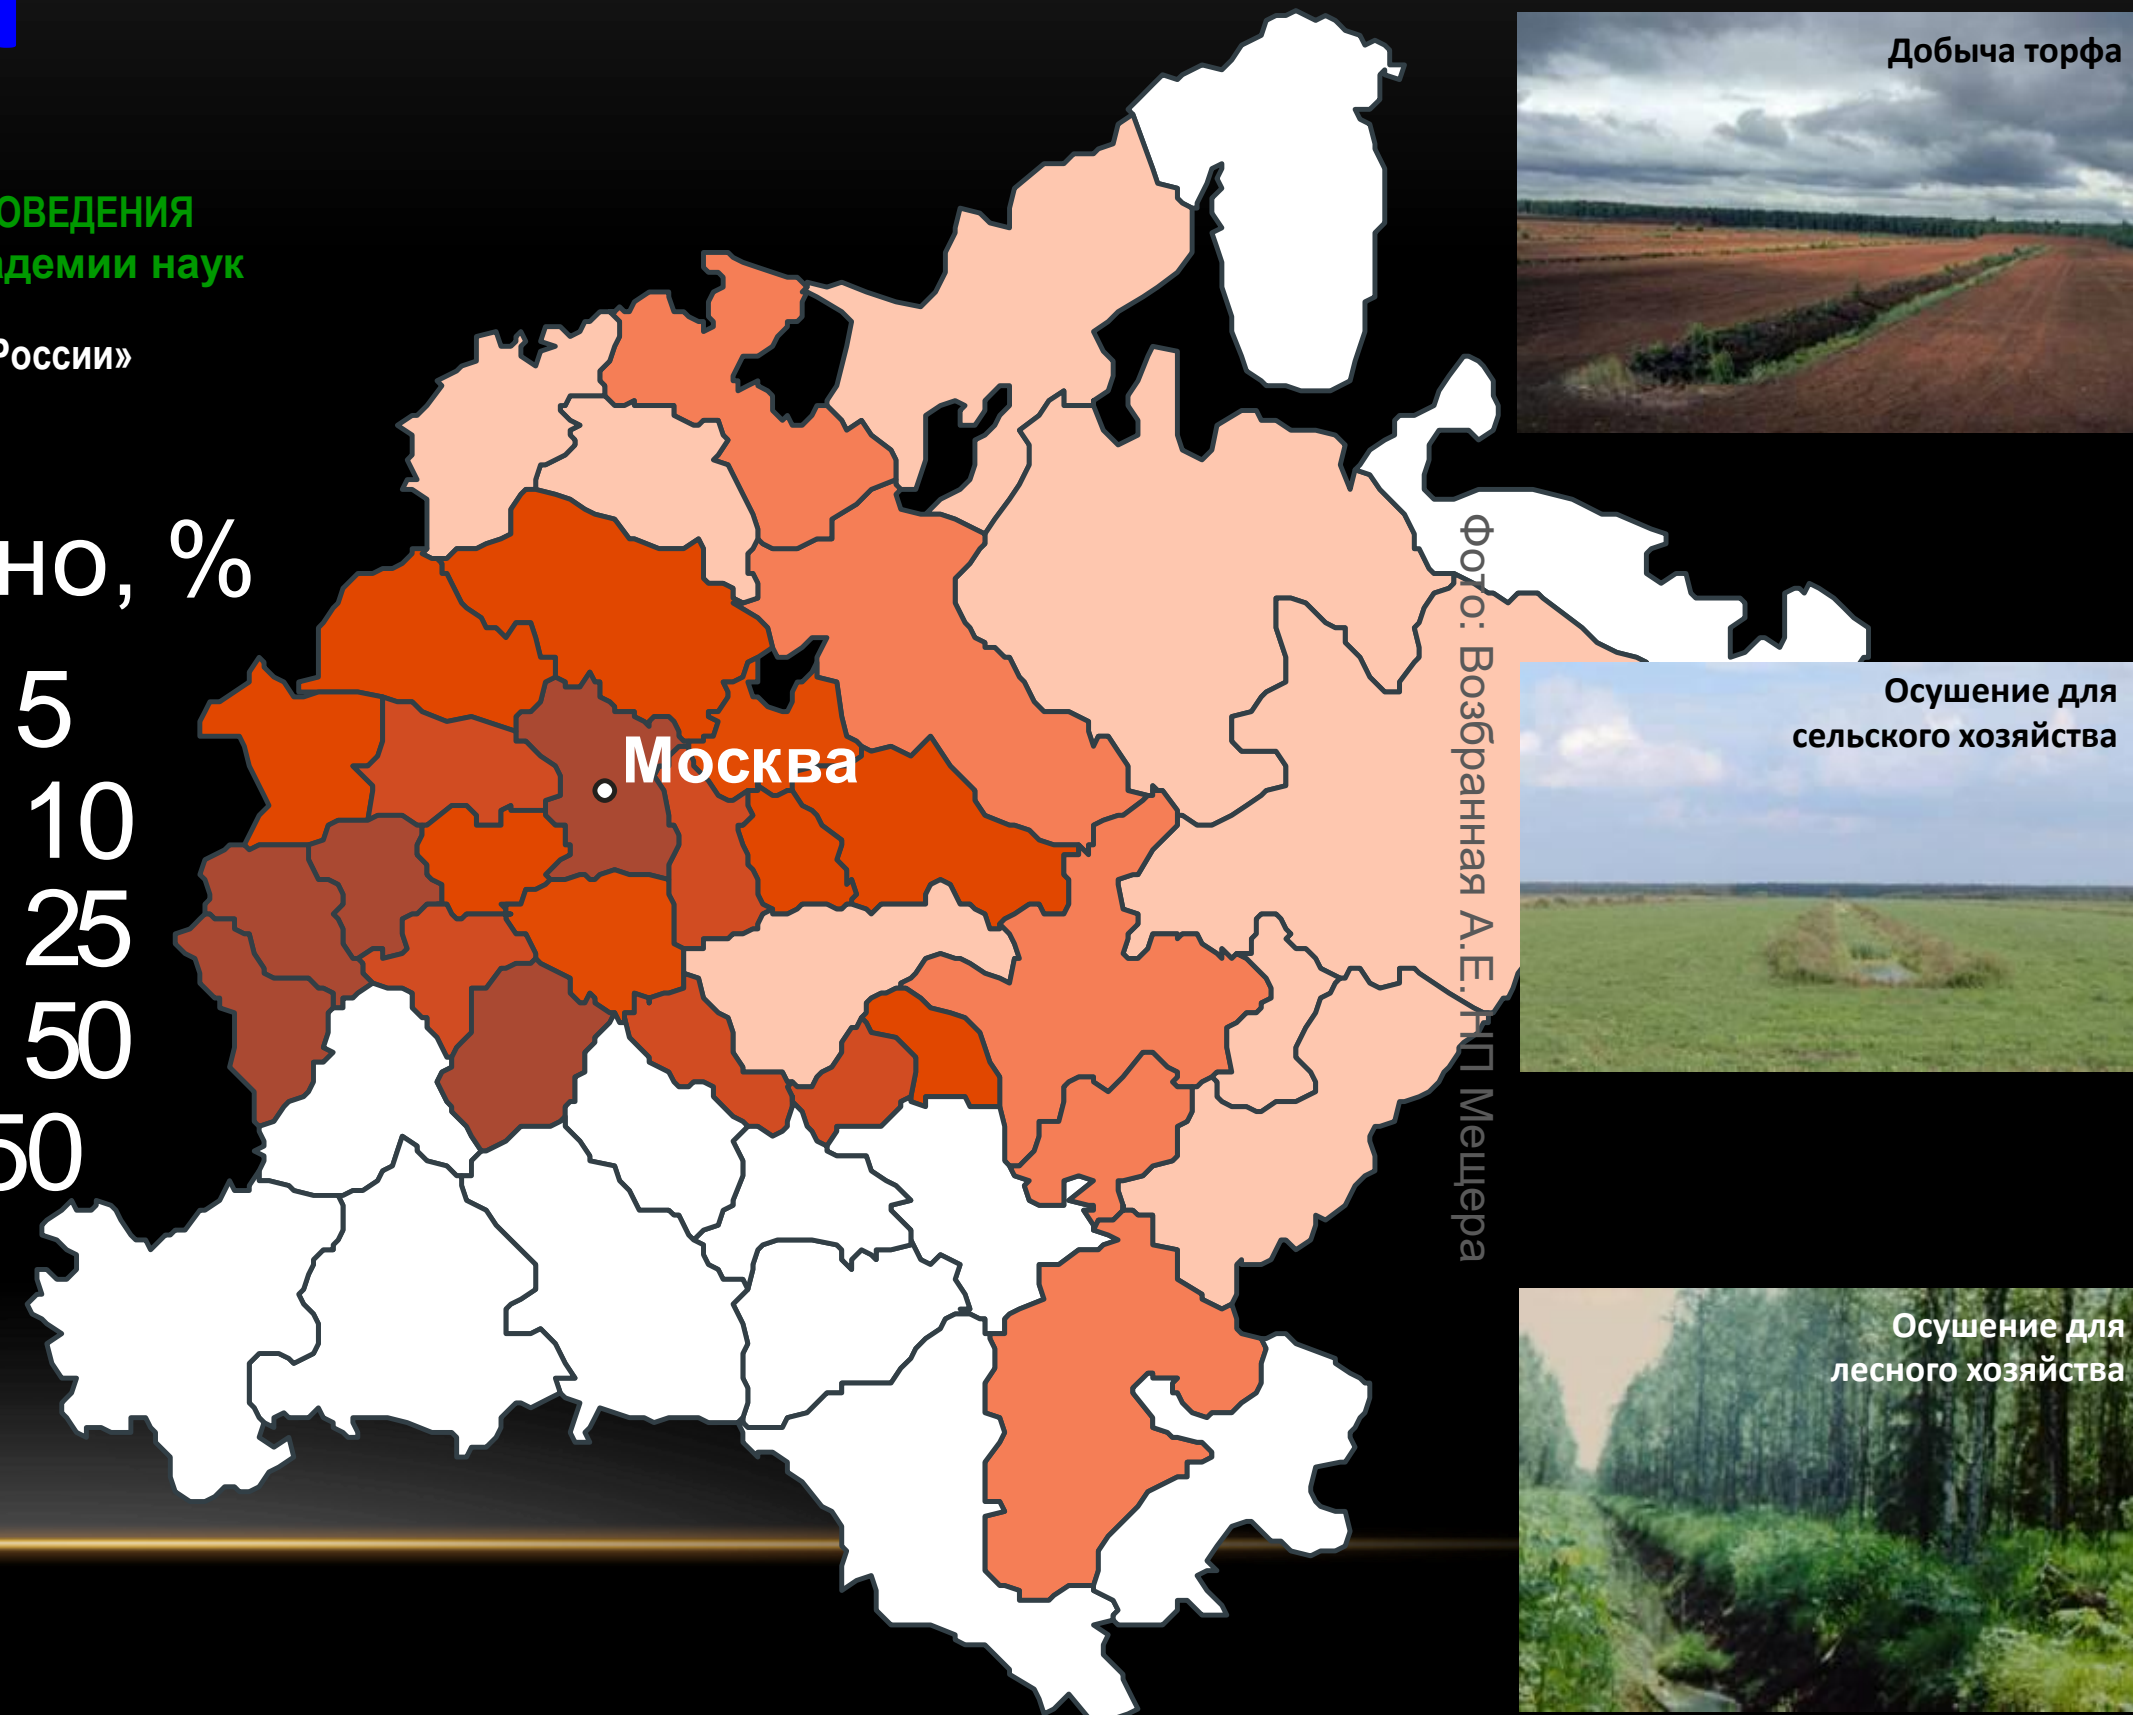 ОВЕДЕНИЯ
адемии наук
России»
но, %
5
10
25
50
50
Москва
Добыча торфа
Фото: Возбранная А.Е. НП Мещера
Осушение для
сельского хозяйства
Осушение для
лесного хозяйства